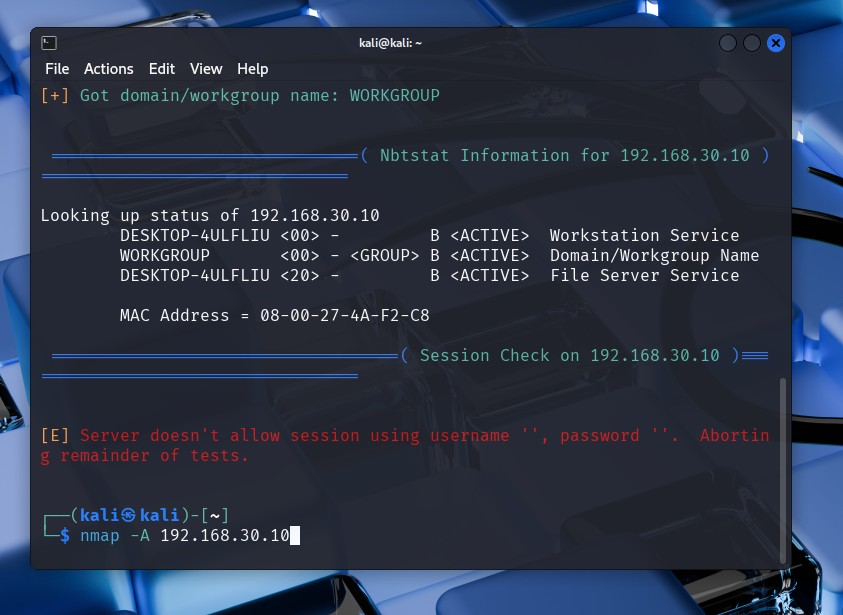 kali@kali: ~
File Actions Edit View Help
[+] Got domain/workgroup name: WORKGROUP
═══════════════════════════════( Nbtstat Information for 192.168.30.10 )
═══════════════════════════════
Looking up status of 192.168.30.10
DESKTOP-4ULFLIU <00> -         B <ACTIVE>  Workstation Service
WORKGROUP       <00> - <GROUP> B <ACTIVE>  Domain/Workgroup Name
DESKTOP-4ULFLIU <20> -         B <ACTIVE>  File Server Service
MAC Address = 08-00-27-4A-F2-C8
═══════════════════════════════════( Session Check on 192.168.30.10 )═══
════════════════════════════════
[E] Server doesn't allow session using username '', password ''.  Abortin
g remainder of tests.
┌──(kali㉿kali)-[~]
└─$ nmap -A 192.168.30.10